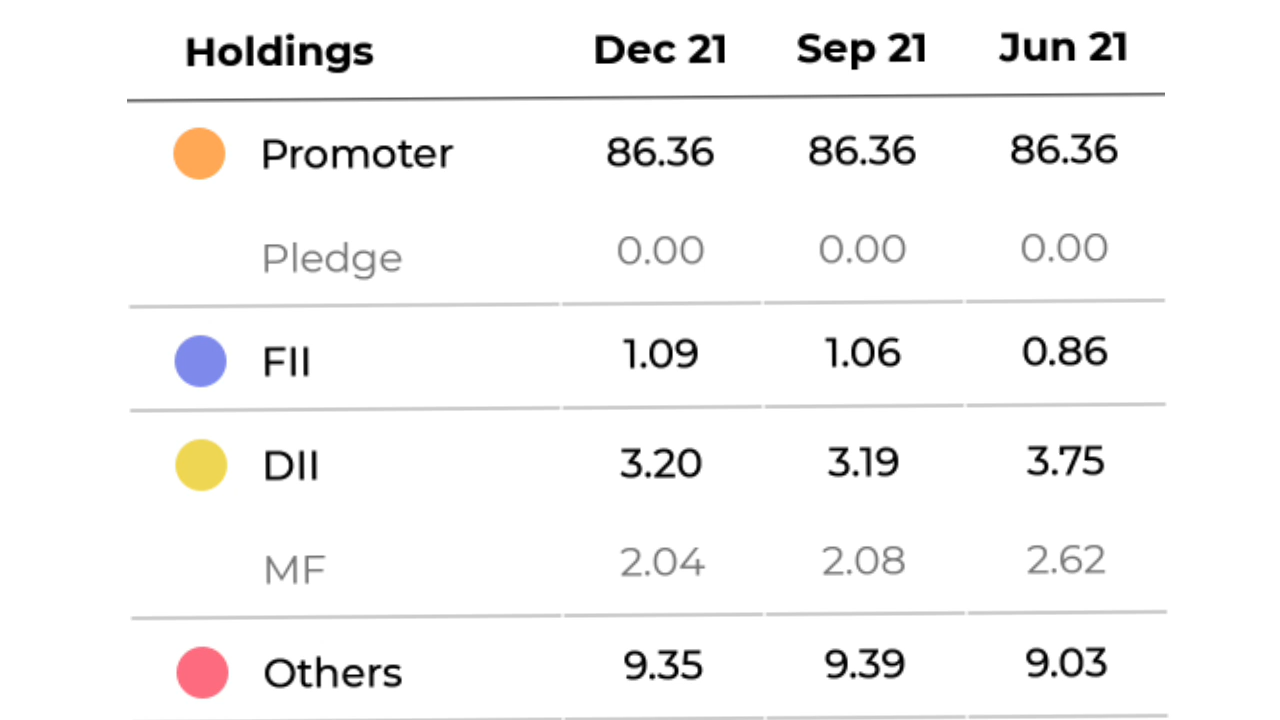 Holdings Dec 21 Sep 21 Jun 21
Promoter 86.36 86.36 86.36
Pledge 0.00 0.00 0.00
FII 1.09 1.06 0.86
DII 3.20 3.19 3.75
MF 2.04 2.08 2.62
Others 9.35 9.39 9.03